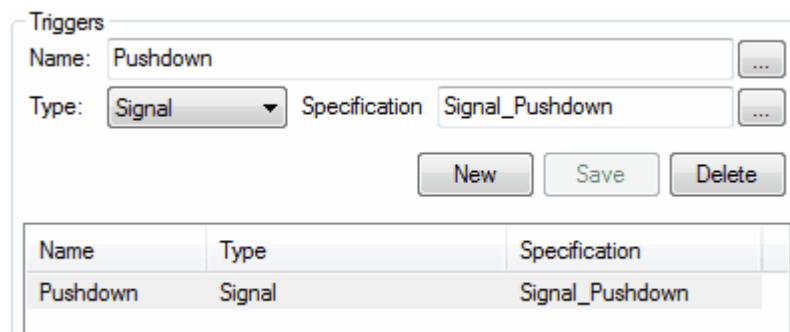 Triggers
Name: Pushdown ...
Type: Signal Specification Signal_Pushdown ...
New Save Delete
Name Type Specification
Pushdown Signal Signal_Pushdown